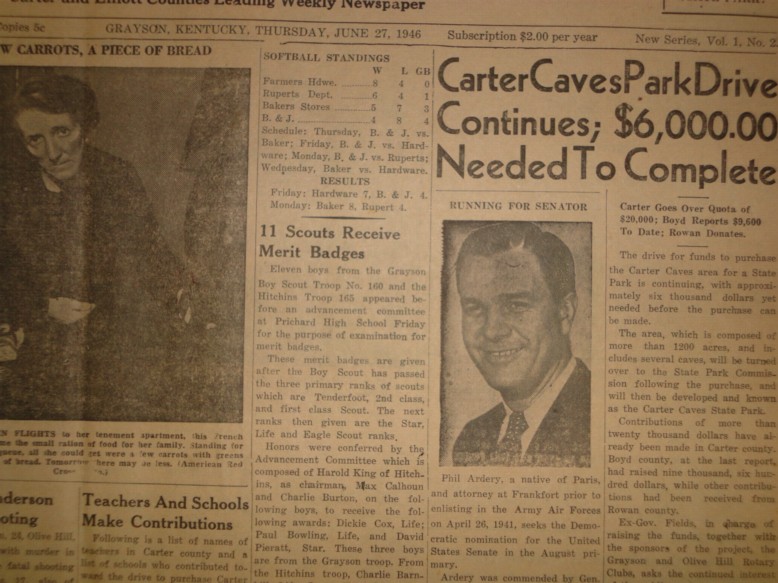 Carter and Elliott Counties Leading Weekly Newspaper
Copies 5c
GRAYSON, KENTUCKY, THURSDAY, JUNE 27, 1946
Subscription $2.00 per year
New Series, Vol. 1, No. 2
W CARROTS, A PIECE OF BREAD
N FLIGHTS to her tenement apartment, this French
me the small ration of food for her family. Standing for
all she could get were a few carrots with greens
of bread. Tomorrow there may be less. (American Red
derson
oting
n. 26, Olive Hill,
with murder in
fatal shooting
Teachers And Schools
Make Contributions
Following is a list of names of
teachers in Carter county and a
list of schools who contributed to-
ward the drive to purchase Carter
SOFTBALL STANDINGS
W L GB
Farmers Hdwe. 8 4 0
Ruperts Dept. 6 4 1
Bakers Stores 5 7 3
B. & J. 4 8 4
Schedule: Thursday, B. & J. vs.
Baker; Friday, B. & J. vs. Hard-
ware; Monday, B. & J. vs. Ruperts;
Wednesday, Baker vs. Hardware.
RESULTS
Friday: Hardware 7, B. & J. 4.
Monday: Baker 8, Rupert 4.
11 Scouts Receive
Merit Badges
Eleven boys from the Grayson
Boy Scout Troop No. 160 and the
Hitchins Troop 165 appeared be-
fore an advancement committee
at Prichard High School Friday
for the purpose of examination for
merit badges.
These merit badges are given
after the Boy Scout has passed
the three primary ranks of scouts
which are Tenderfoot, 2nd class,
and first class Scout. The next
ranks then given are the Star,
Life and Eagle Scout ranks.
Honors were conferred by the
Advancement Committee which is
composed of Harold King of Hitch-
ins, as chairman, Max Calhoun
and Charlie Burton, on the fol-
lowing boys, to receive the fol-
lowing awards: Dickie Cox, Life;
Paul Bowling, Life, and David
Pieratt, Star. These three boys
are from the Grayson troop. From
the Hitchins troop, Charlie Barn-
Carter Caves Park Drive
Continues; $6,000.00
Needed To Complete
RUNNING FOR SENATOR
Phil Ardery, a native of Paris,
and attorney at Frankfort prior to
enlisting in the Army Air Forces
on April 26, 1941, seeks the Demo-
cratic nomination for the United
States Senate in the August pri-
mary.
Ardery was commended by Gen.
Carter Goes Over Quota of
$20,000; Boyd Reports $9,600
To Date; Rowan Donates.
The drive for funds to purchase
the Carter Caves area for a State
Park is continuing, with approxi-
mately six thousand dollars yet
needed before the purchase can
be made.
The area, which is composed of
more than 1200 acres, and in-
cludes several caves, will be turned
over to the State Park Commis-
sion following the purchase, and
will then be developed and known
as the Carter Caves State Park.
Contributions of more than
twenty thousand dollars have al-
ready been made in Carter county.
Boyd county, at the last report,
had raised nine thousand, six hun-
dred dollars, while other contribu-
tions had been received from
Rowan county.
Ex-Gov. Fields, in charge of
raising the funds, together with
the sponsors of the project, the
Grayson and Olive Hill Rotary
Clubs, asks the continued interest